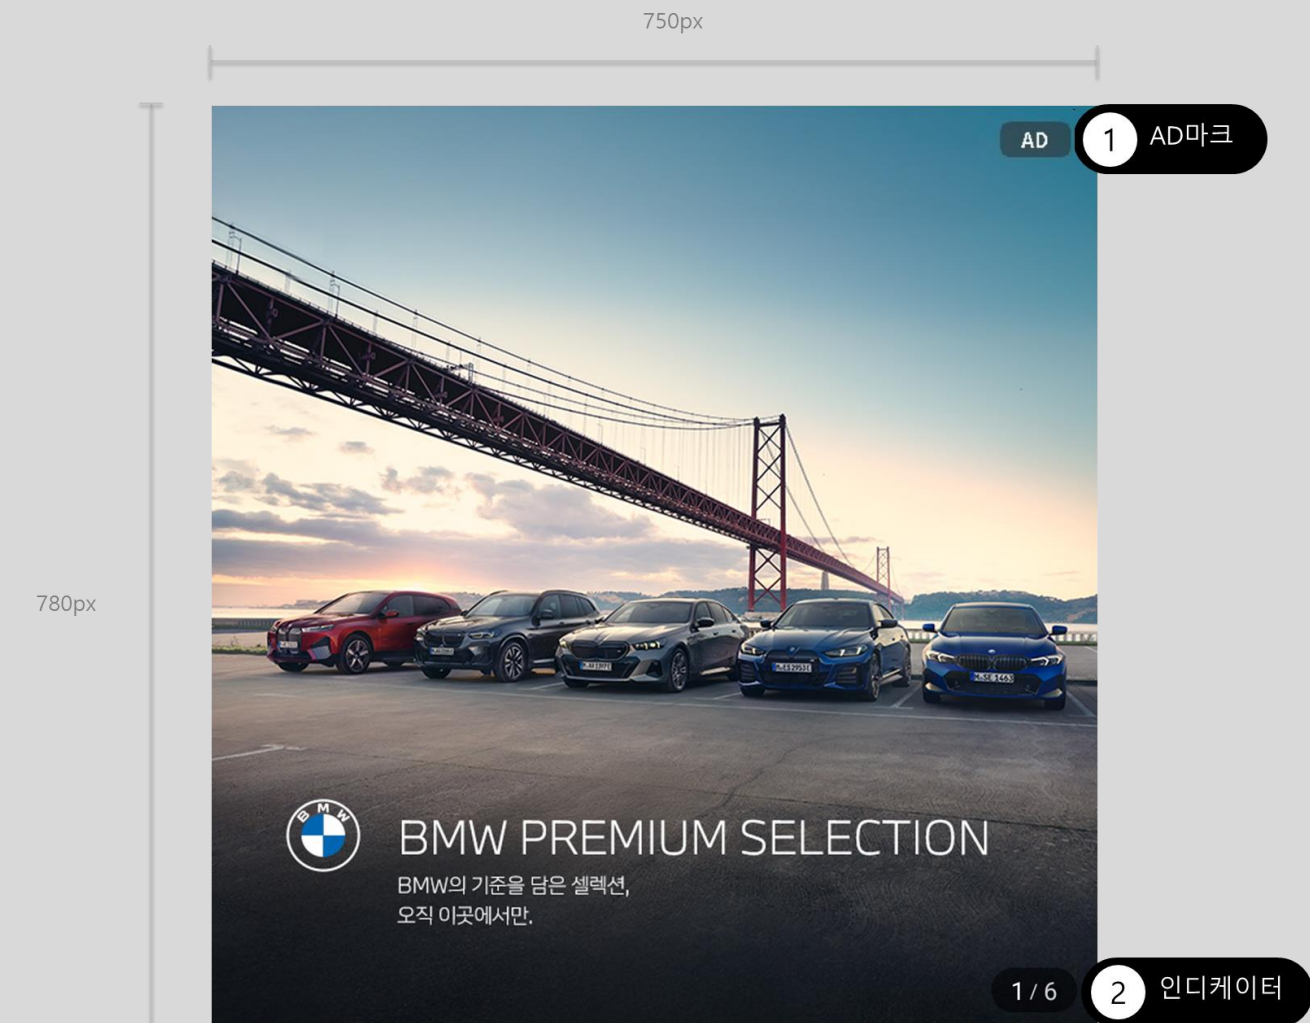 750px
AD
1 AD마크
780px
BMW
BMW PREMIUM SELECTION
BMW의 기준을 담은 셀렉션,
오직 이곳에서만.
1 / 6
2 인디케이터